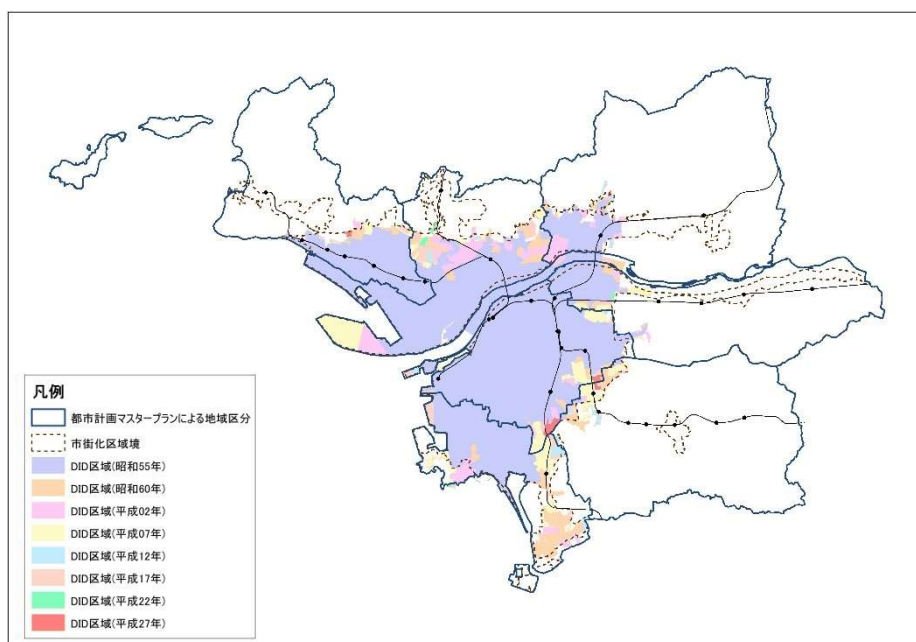 凡例
都市計画マスタープランによる地域区分
市街化区域境
DID区域(昭和55年)
DID区域(昭和60年)
DID区域(平成02年)
DID区域(平成07年)
DID区域(平成12年)
DID区域(平成17年)
DID区域(平成22年)
DID区域(平成27年)